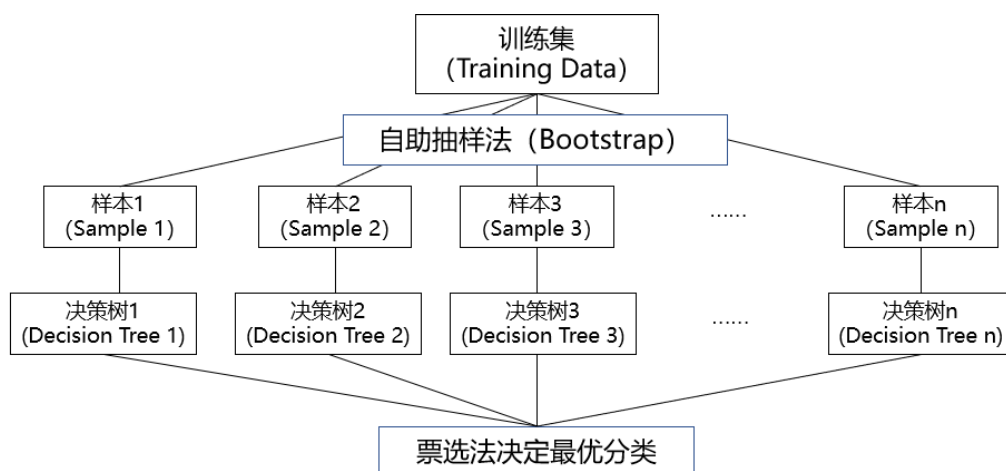 训练集
(Training Data)
自助抽样法（Bootstrap）
样本1
(Sample 1)
样本2
(Sample 2)
样本3
(Sample 3)
……
样本n
(Sample n)
决策树1
(Decision Tree 1)
决策树2
(Decision Tree 2)
决策树3
(Decision Tree 3)
……
决策树n
(Decision Tree n)
票选法决定最优分类